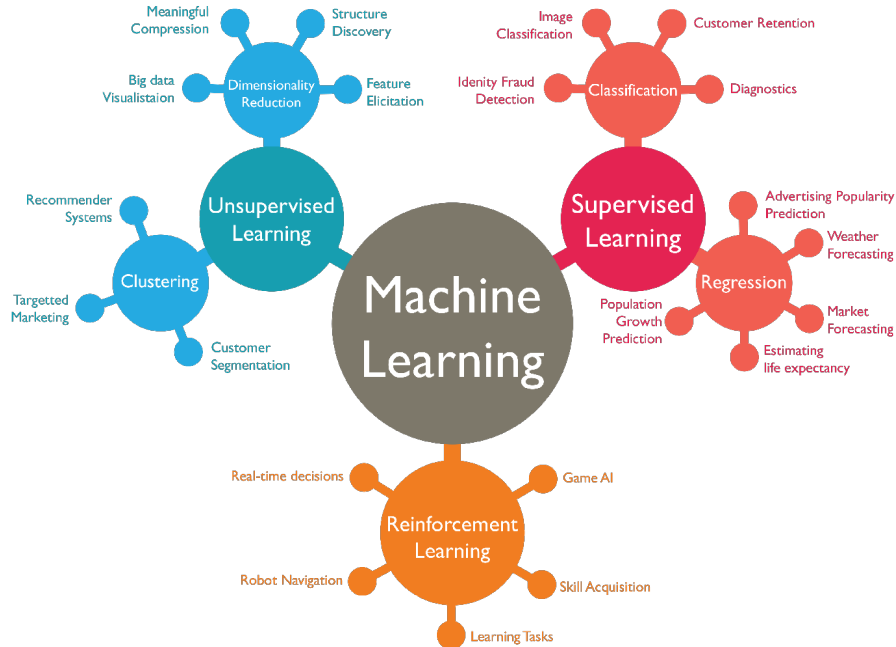 Meaningful
Compression
Structure
Discovery
Big data
Visualistaion
Dimensionality
Reduction
Feature
Elicitation
Image
Classification
Customer Retention
Idenity Fraud
Detection
Classification
Diagnostics
Recommender
Systems
Unsupervised
Learning
Clustering
Targetted
Marketing
Customer
Segmentation
Machine
Learning
Supervised
Learning
Advertising Popularity
Prediction
Weather
Forecasting
Regression
Population
Growth
Prediction
Market
Forecasting
Estimating
life expectancy
Real-time decisions
Game AI
Reinforcement
Learning
Robot Navigation
Skill Acquisition
Learning Tasks